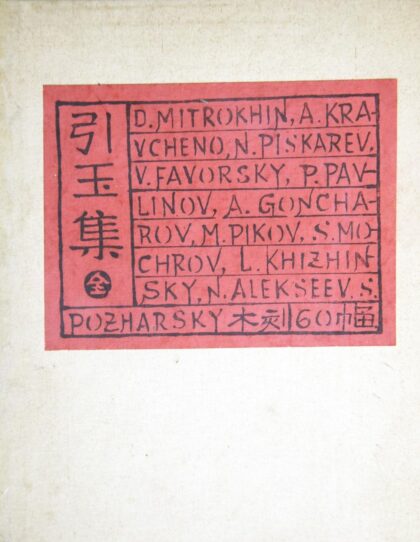 引玉集
全
D. MITROKHIN, A. KRA-
VCHENO, N. PISKAREV.
V. FAVORSKY, P. PAV-
LINOV, A. GONCHA-
ROV, M. PIKOV, S. MO-
CHROV, L. KHIZHIN-
SKY, N. ALEKSEEV, S.
POZHARSKY 木刻 60幅